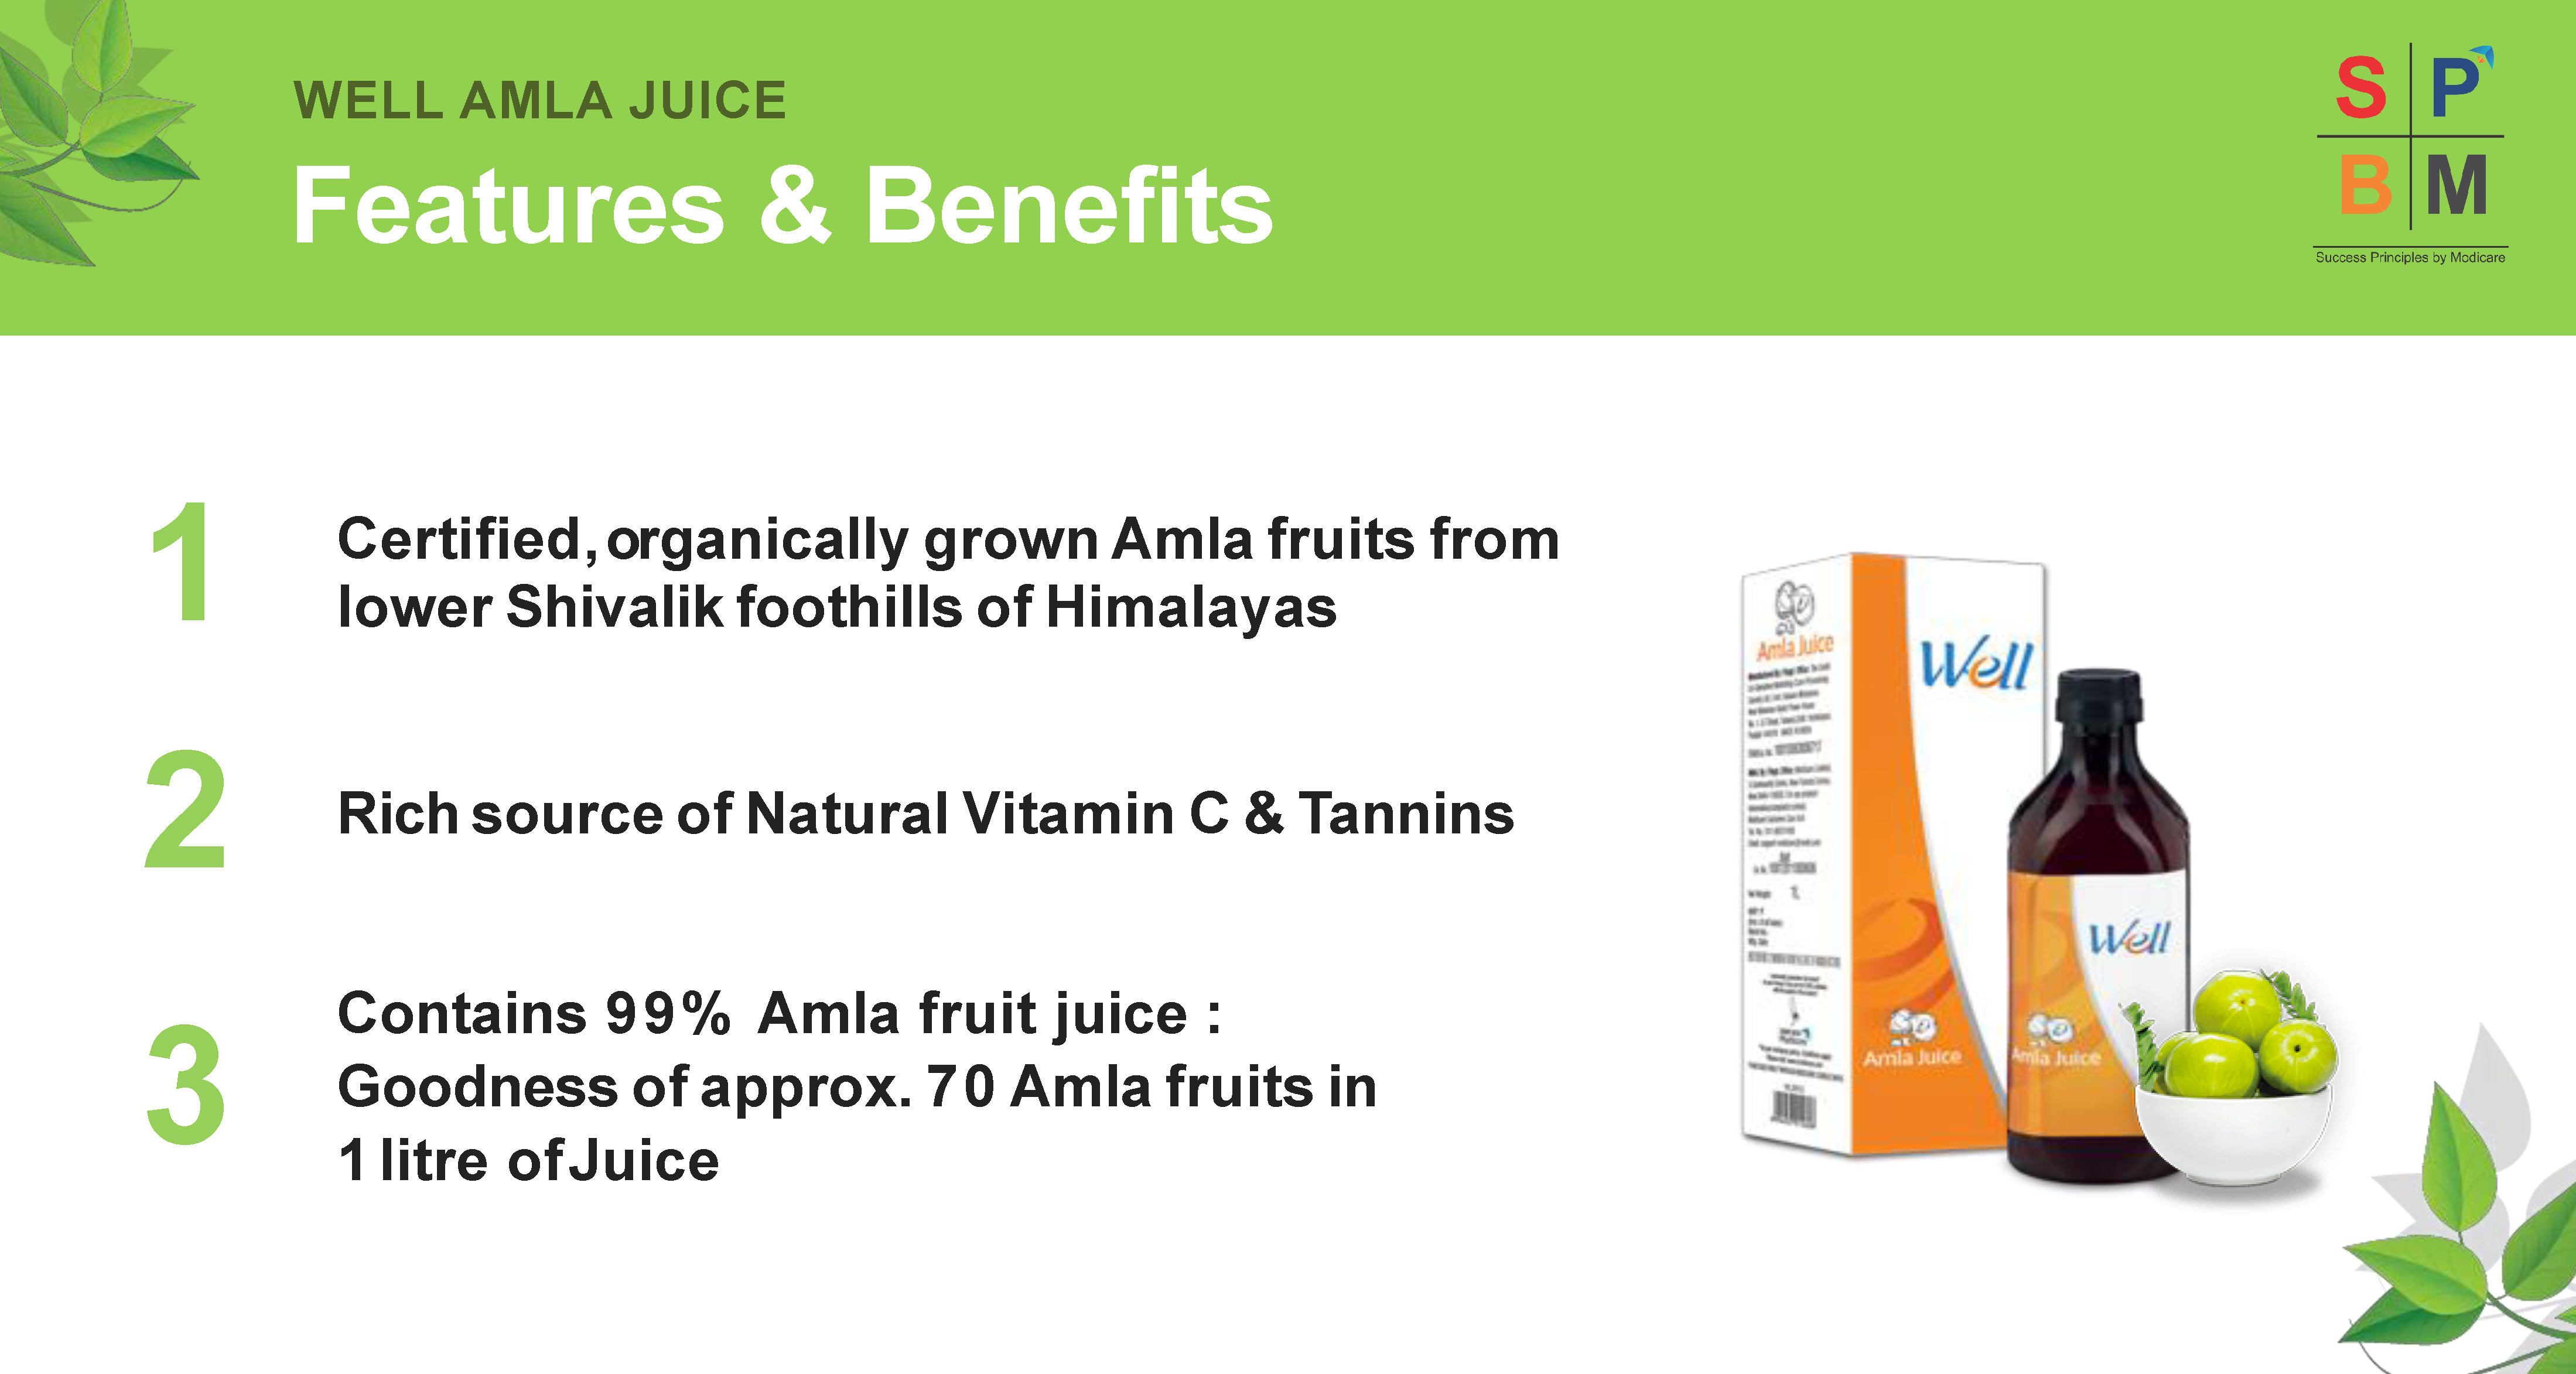 WELL AMLA JUICE
Features & Benefits
S P
B M
Success Principles by Modicare
1
Certified, organically grown Amla fruits from
lower Shivalik foothills of Himalayas
2
Rich source of Natural Vitamin C & Tannins
3
Contains 99% Amla fruit juice :
Goodness of approx. 70 Amla fruits in
1 litre of Juice
Amla Juice
Well
1L
Amla Juice
Well
Amla Juice